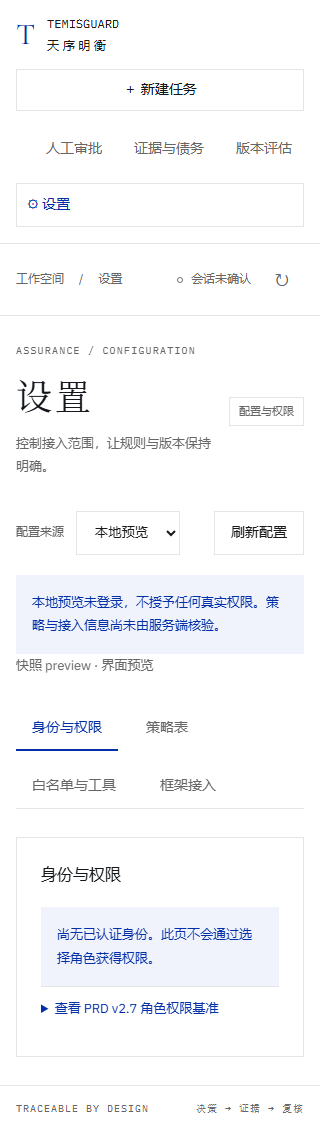 T TEMISGUARD
天序明衡
+ 新建任务
人工审批 证据与债务 版本评估
设置
工作空间 / 设置 会话未确认 ↻
ASSURANCE / CONFIGURATION
设置
配置与权限
控制接入范围，让规则与版本保持
明确。
配置来源 本地预览 刷新配置
本地预览未登录，不授予任何真实权限。策
略与接入信息尚未由服务端核验。
快照 preview · 界面预览
身份与权限 策略表
白名单与工具 框架接入
身份与权限
尚无已认证身份。此页不会通过选
择角色获得权限。
▶ 查看 PRD v2.7 角色权限基准
TRACEABLE BY DESIGN 决策 → 证据 → 复核